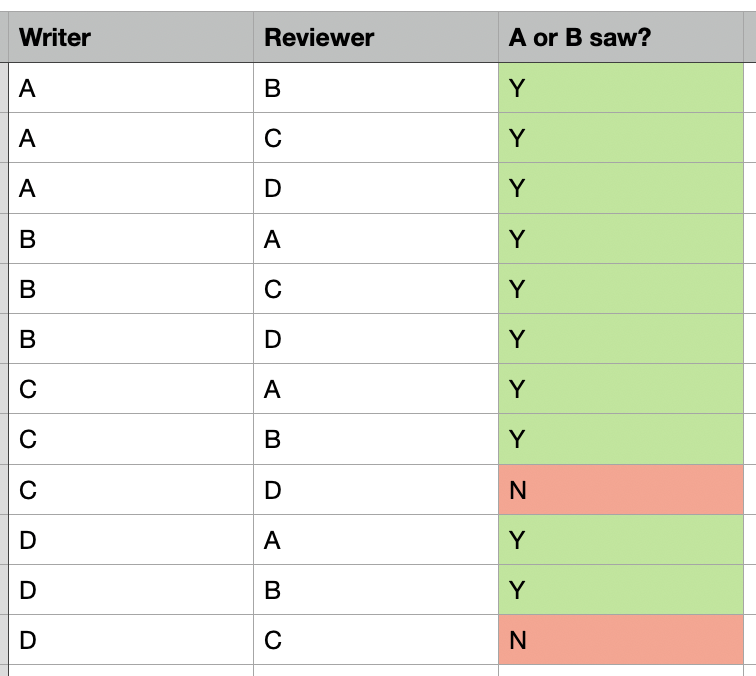 Writer Reviewer A or B saw?
A B Y
A C Y
A D Y
B A Y
B C Y
B D Y
C A Y
C B Y
C D N
D A Y
D B Y
D C N